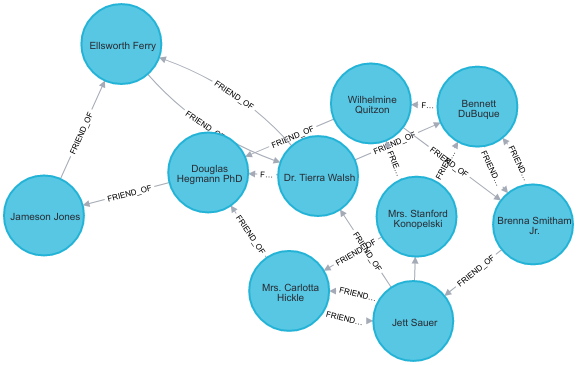 Ellsworth Ferry
FRIEND_OF
FRIEND_OF
FRIEND_OF
Wilhelmine
Quitzon
F...
Bennett
DuBuque
FRIEND_OF
FRIEND_OF
FRIEND_OF
FRIEND...
FRIEND...
Douglas
Hegmann PhD
F...
Dr. Tierra Walsh
FRIE...
FRIEND...
Jameson Jones
FRIEND_OF
Mrs. Stanford
Konopelski
Brenna Smitham,
Jr.
FRIEND_OF
FRIEND_OF
FRIEND_OF
FRIEND_OF
Mrs. Carlotta
Hickle
FRIEND...
FRIEND...
Jett Sauer